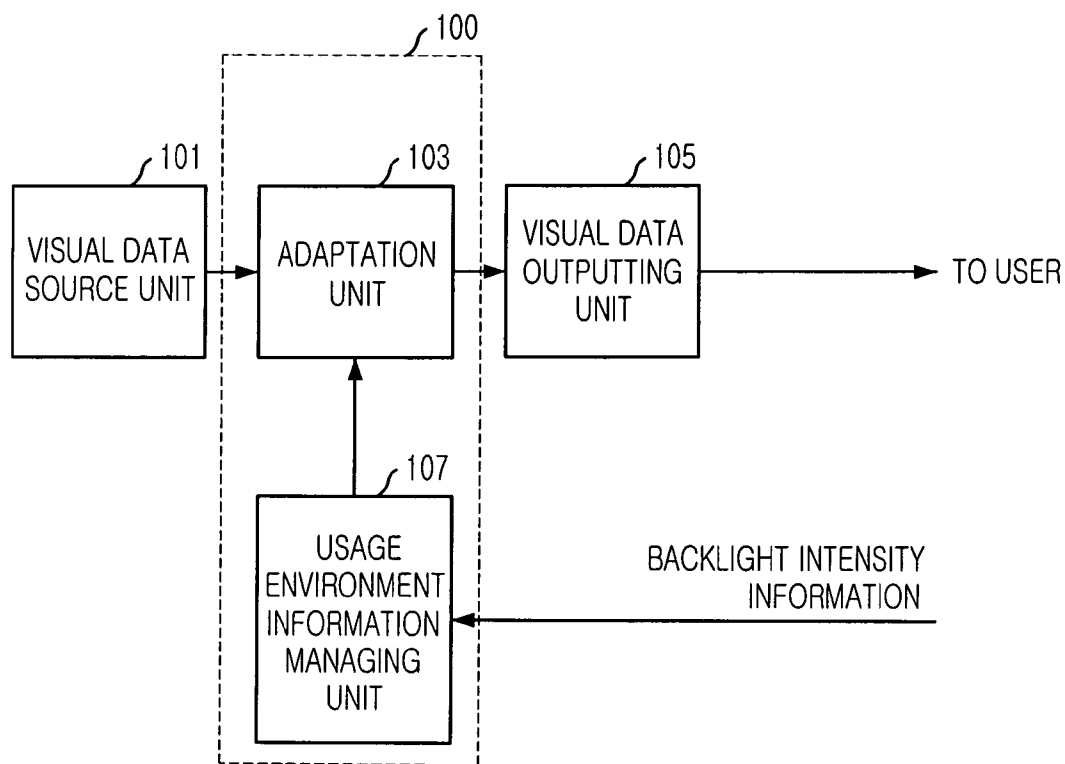 100
101
103
105
VISUAL DATA
SOURCE UNIT
ADAPTATION
UNIT
VISUAL DATA
OUTPUTTING
UNIT
TO USER
107
USAGE
ENVIRONMENT
INFORMATION
MANAGING
UNIT
BACKLIGHT INTENSITY
INFORMATION